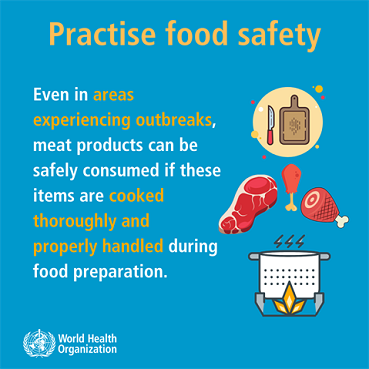 Practise food safety
Even in areas
experiencing outbreaks,
meat products can be
safely consumed if these
items are cooked
thoroughly and
properly handled during
food preparation.
World Health
Organization